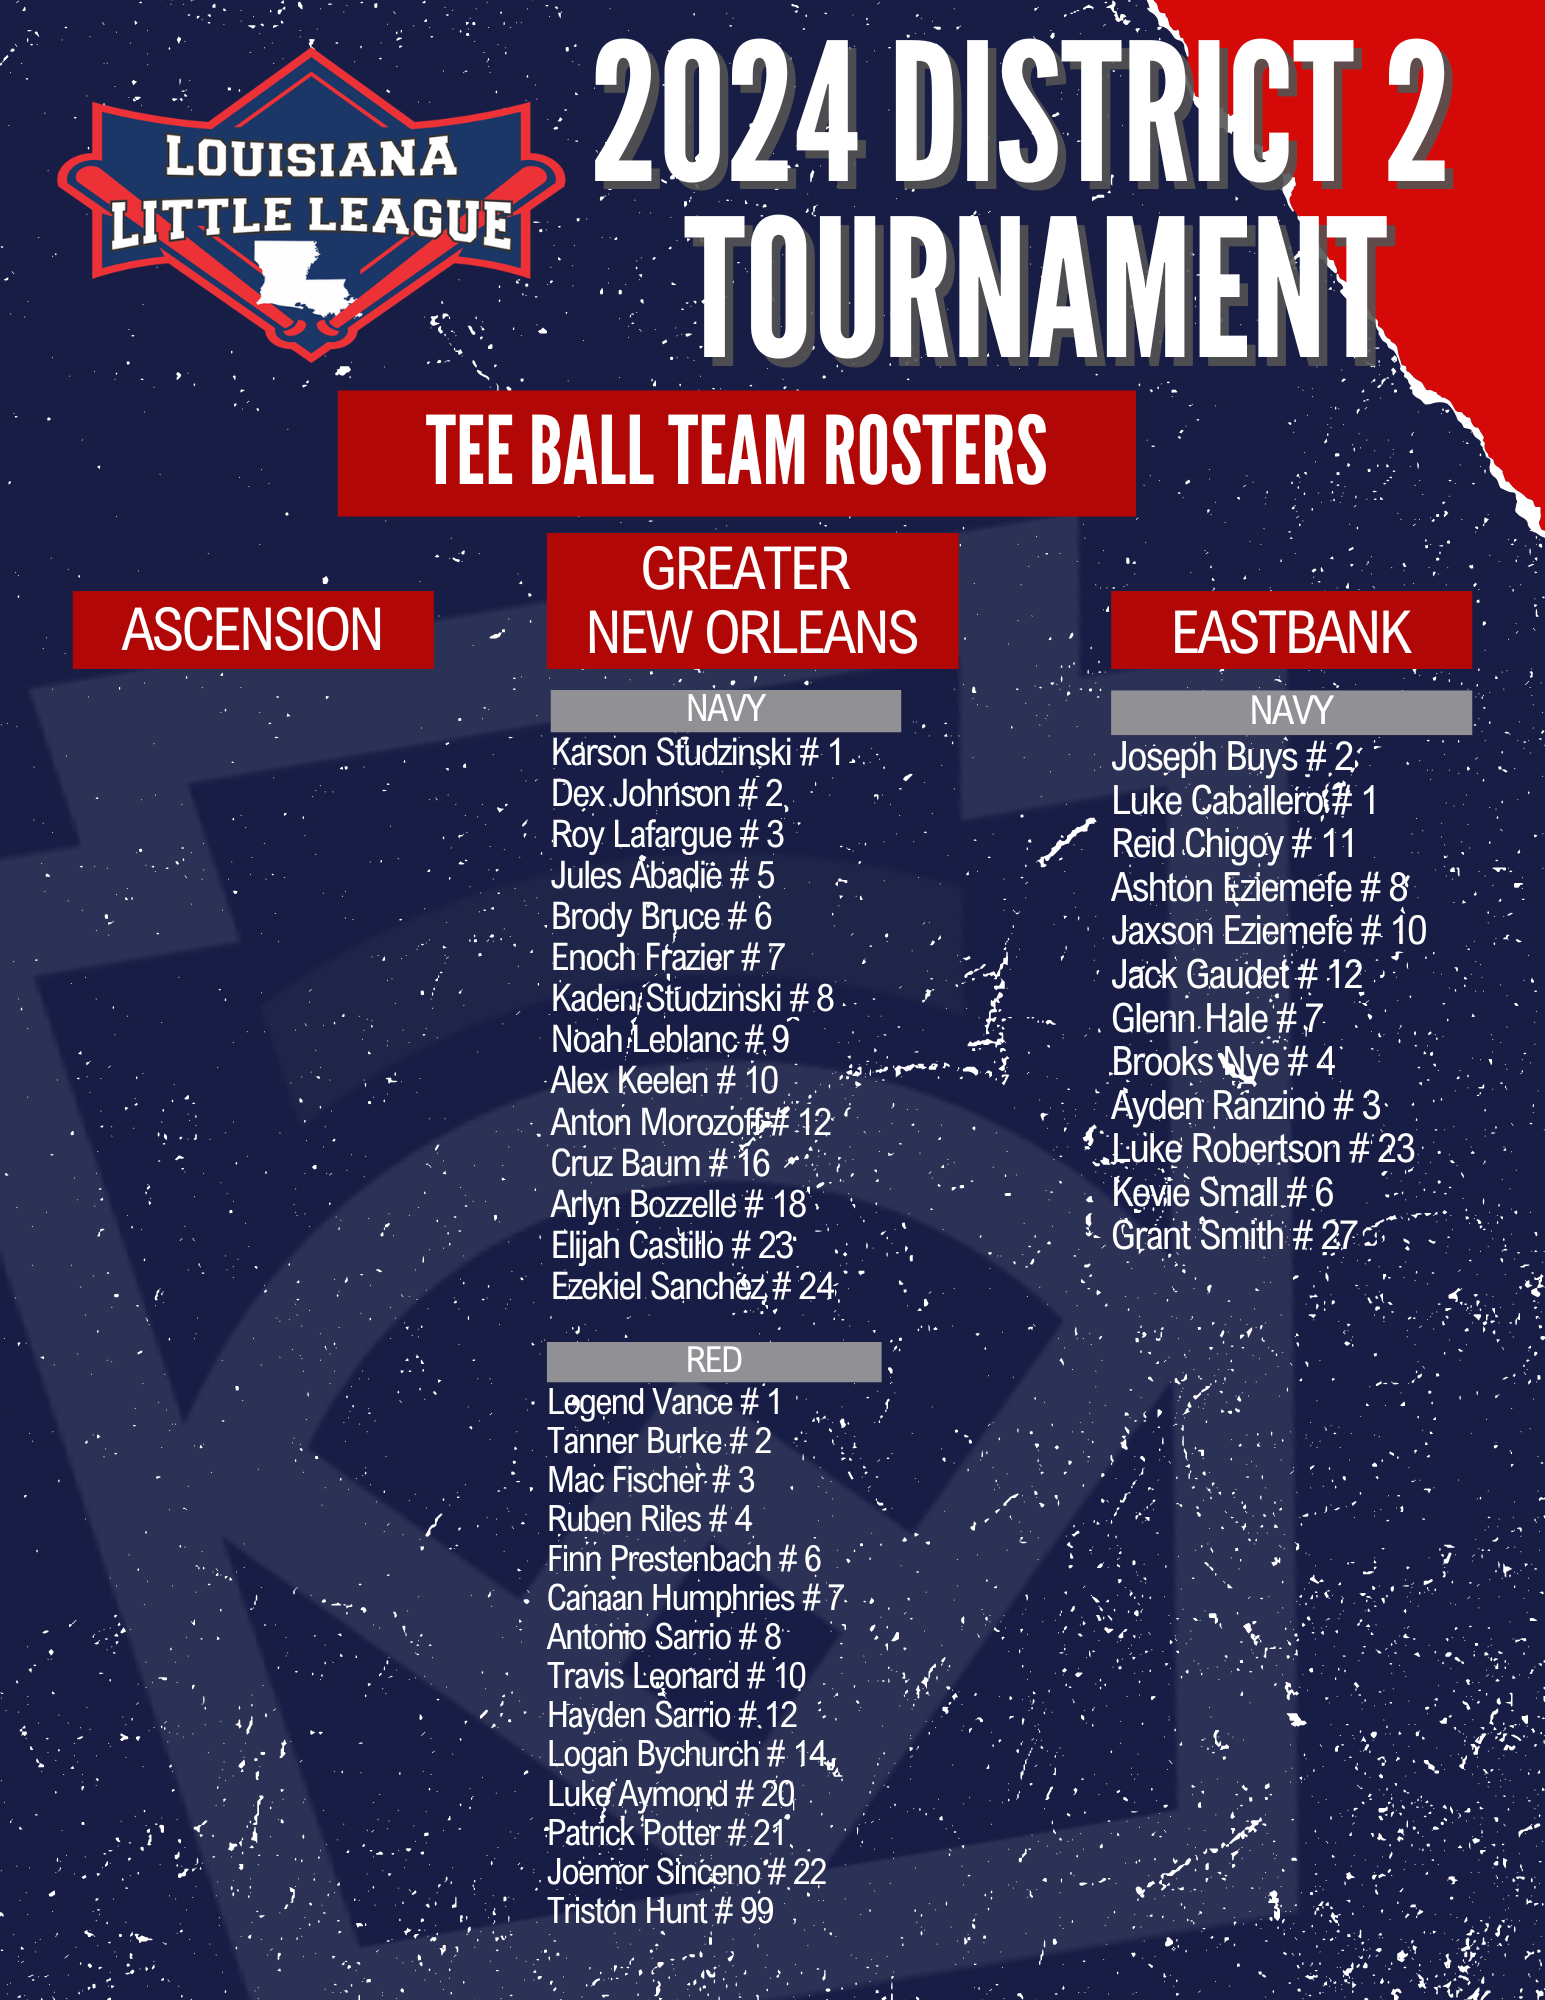 LOUISIANA
LITTLE LEAGUE
2024 DISTRICT 2
TOURNAMENT
TEE BALL TEAM ROSTERS
ASCENSION
GREATER
NEW ORLEANS
NAVY
Karson Studzinski # 1
Dex Johnson # 2
Roy Lafargue # 3
Jules Abadie # 5
Brody Bruce # 6
Enoch Frazier # 7
Kaden Studzinski # 8
Noah Leblanc # 9
Alex Keelen # 10
Anton Morozoff # 12
Cruz Baum # 16
Arlyn Bozzelle # 18
Elijah Castillo # 23
Ezekiel Sanchez # 24
RED
Legend Vance # 1
Tanner Burke # 2
Mac Fischer # 3
Ruben Riles # 4
Finn Prestenbach # 6
Canaan Humphries # 7
Antonio Sarrio # 8
Travis Leonard # 10
Hayden Sarrio # 12
Logan Bychurch # 14
Luke Aymond # 20
Patrick Potter # 21
Joemor Sinceno # 22
Triston Hunt # 99
EASTBANK
NAVY
Joseph Buys # 2
Luke Caballero # 1
Reid Chigoy # 11
Ashton Eziemefe # 8
Jaxson Eziemefe # 10
Jack Gaudet # 12
Glenn Hale # 7
Brooks Nye # 4
Ayden Ranzino # 3
Luke Robertson # 23
Kevie Small # 6
Grant Smith # 27